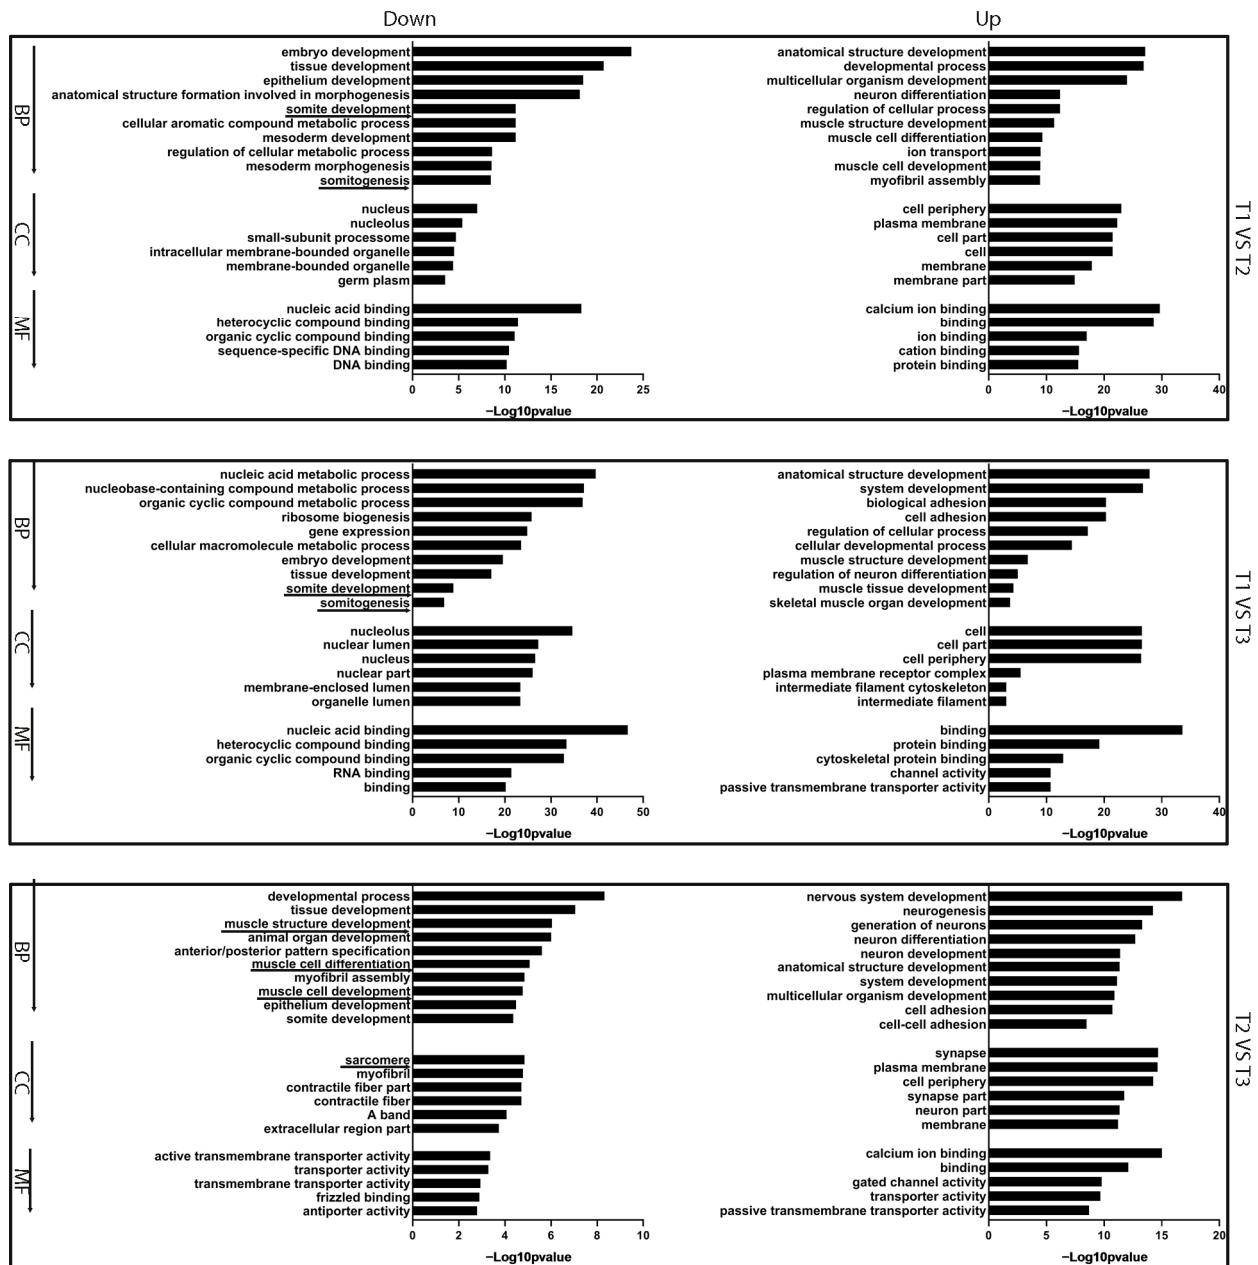 Down
Up
BP
embryo development
tissue development
epithelium development
anatomical structure formation involved in morphogenesis
somite development
cellular aromatic compound metabolic process
mesoderm development
regulation of cellular metabolic process
mesoderm morphogenesis
somitogenesis
CC
nucleus
nucleolus
small-subunit processome
intracellular membrane-bounded organelle
membrane-bounded organelle
germ plasm
MF
nucleic acid binding
heterocyclic compound binding
organic cyclic compound binding
sequence-specific DNA binding
DNA binding
0 5 10 15 20 25
−Log10pvalue
anatomical structure development
developmental process
multicellular organism development
neuron differentiation
regulation of cellular process
muscle structure development
muscle cell differentiation
ion transport
muscle cell development
myofibril assembly
cell periphery
plasma membrane
cell part
cell
membrane
membrane part
calcium ion binding
binding
ion binding
cation binding
protein binding
0 10 20 30 40
−Log10pvalue
T1 VS T2
BP
nucleic acid metabolic process
nucleobase-containing compound metabolic process
organic cyclic compound metabolic process
ribosome biogenesis
gene expression
cellular macromolecule metabolic process
embryo development
tissue development
somite development
somitogenesis
CC
nucleolus
nuclear lumen
nucleus
nuclear part
membrane-enclosed lumen
organelle lumen
MF
nucleic acid binding
heterocyclic compound binding
organic cyclic compound binding
RNA binding
binding
0 10 20 30 40 50
−Log10pvalue
anatomical structure development
system development
biological adhesion
cell adhesion
regulation of cellular process
cellular developmental process
muscle structure development
regulation of neuron differentiation
muscle tissue development
skeletal muscle organ development
cell
cell part
cell periphery
plasma membrane receptor complex
intermediate filament cytoskeleton
intermediate filament
binding
protein binding
cytoskeletal protein binding
channel activity
passive transmembrane transporter activity
0 10 20 30 40
−Log10pvalue
T1 VS T3
BP
developmental process
tissue development
muscle structure development
animal organ development
anterior/posterior pattern specification
muscle cell differentiation
myofibril assembly
muscle cell development
epithelium development
somite development
CC
sarcomere
myofibril
contractile fiber part
contractile fiber
A band
extracellular region part
MF
active transmembrane transporter activity
transporter activity
transmembrane transporter activity
frizzled binding
antiporter activity
0 2 4 6 8 10
−Log10pvalue
nervous system development
neurogenesis
generation of neurons
neuron differentiation
neuron development
anatomical structure development
system development
multicellular organism development
cell adhesion
cell-cell adhesion
synapse
plasma membrane
cell periphery
synapse part
neuron part
membrane
calcium ion binding
binding
gated channel activity
transporter activity
passive transmembrane transporter activity
0 5 10 15 20
−Log10pvalue
T2 VS T3